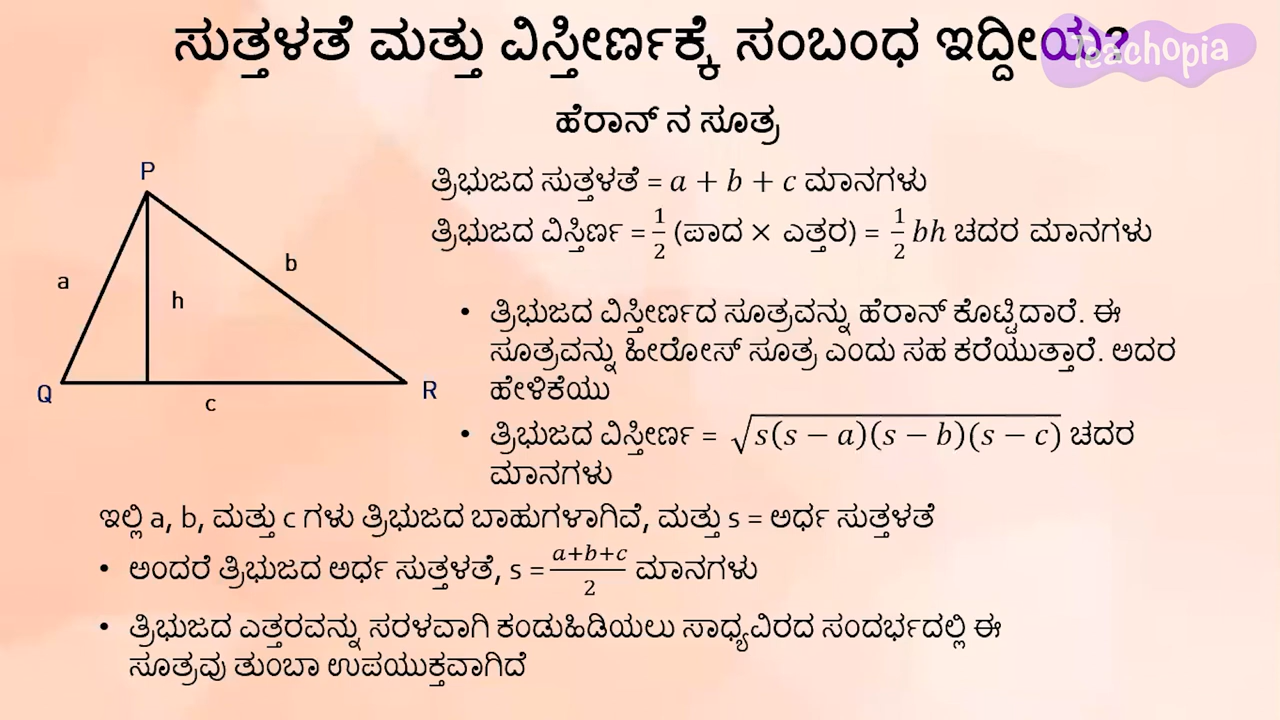 ಸುತ್ತಳತೆ ಮತ್ತು ವಿಸ್ತೀರ್ಣಕ್ಕೆ ಸಂಬಂಧ ಇದ್ದೀಯ?
Teachopia
ಹೆರಾನ್ ನ ಸೂತ್ರ
P
a
b
h
Q
c
R
ತ್ರಿಭುಜದ ಸುತ್ತಳತೆ = a + b + c ಮಾನಗಳು
ತ್ರಿಭುಜದ ವಿಸ್ತಿರ್ಣ = 1/2 (ಪಾದ × ಎತ್ತರ) = 1/2 bh ಚದರ ಮಾನಗಳು
• ತ್ರಿಭುಜದ ವಿಸ್ತೀರ್ಣದ ಸೂತ್ರವನ್ನು ಹೆರಾನ್ ಕೊಟ್ಟಿದಾರೆ. ಈ
ಸೂತ್ರವನ್ನು ಹೀರೋಸ್ ಸೂತ್ರ ಎಂದು ಸಹ ಕರೆಯುತ್ತಾರೆ. ಅದರ
ಹೇಳಿಕೆಯು
• ತ್ರಿಭುಜದ ವಿಸ್ತೀರ್ಣ = √s(s − a)(s − b)(s − c) ಚದರ
ಮಾನಗಳು
ಇಲ್ಲಿ a, b, ಮತ್ತು c ಗಳು ತ್ರಿಭುಜದ ಬಾಹುಗಳಾಗಿವೆ, ಮತ್ತು s = ಅರ್ಧ ಸುತ್ತಳತೆ
• ಅಂದರೆ ತ್ರಿಭುಜದ ಅರ್ಧ ಸುತ್ತಳತೆ, s = a+b+c/2 ಮಾನಗಳು
• ತ್ರಿಭುಜದ ಎತ್ತರವನ್ನು ಸರಳವಾಗಿ ಕಂಡುಹಿಡಿಯಲು ಸಾಧ್ಯವಿರದ ಸಂದರ್ಭದಲ್ಲಿ ಈ
ಸೂತ್ರವು ತುಂಬಾ ಉಪಯುಕ್ತವಾಗಿದೆ